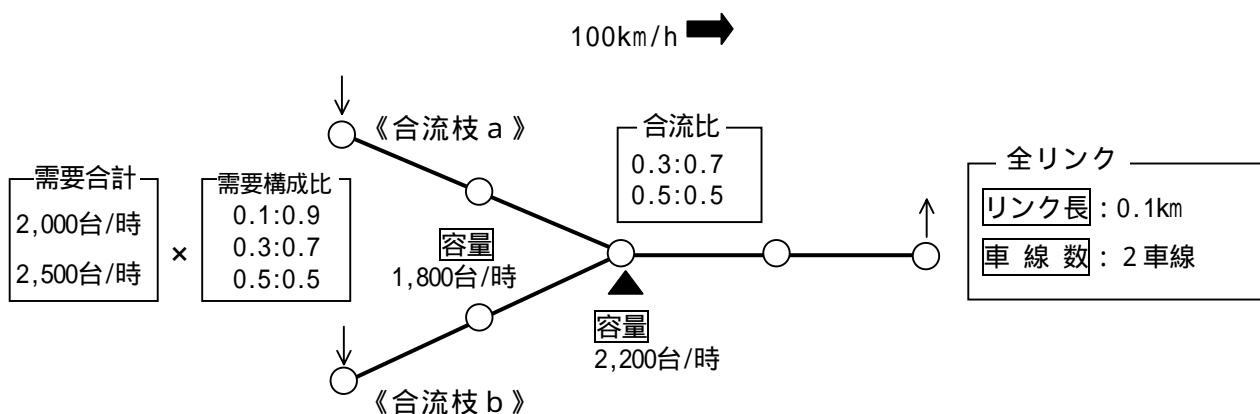 100km/h
《合流枝a》
合流比
0.3:0.7
0.5:0.5
需要合計
2,000台/時
2,500台/時
×
需要構成比
0.1:0.9
0.3:0.7
0.5:0.5
容量
1,800台/時
容量
2,200台/時
《合流枝b》
全リンク
リンク長:0.1km
車線数:2車線